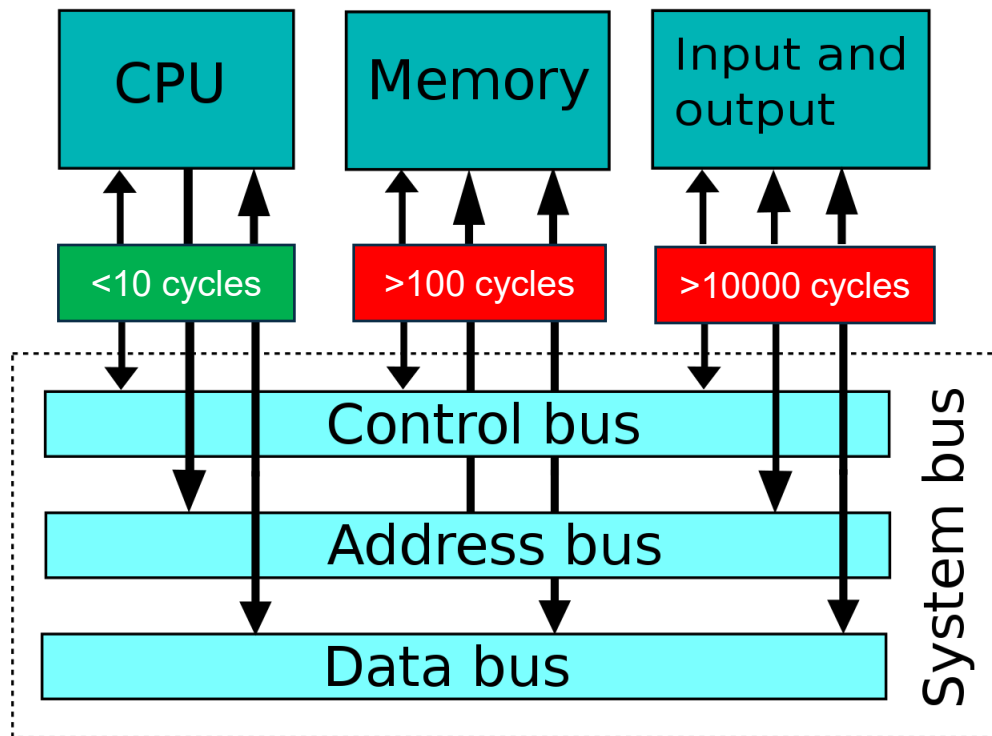 CPU
Memory
Input and
output
<10 cycles
>100 cycles
>10000 cycles
Control bus
Address bus
Data bus
System bus